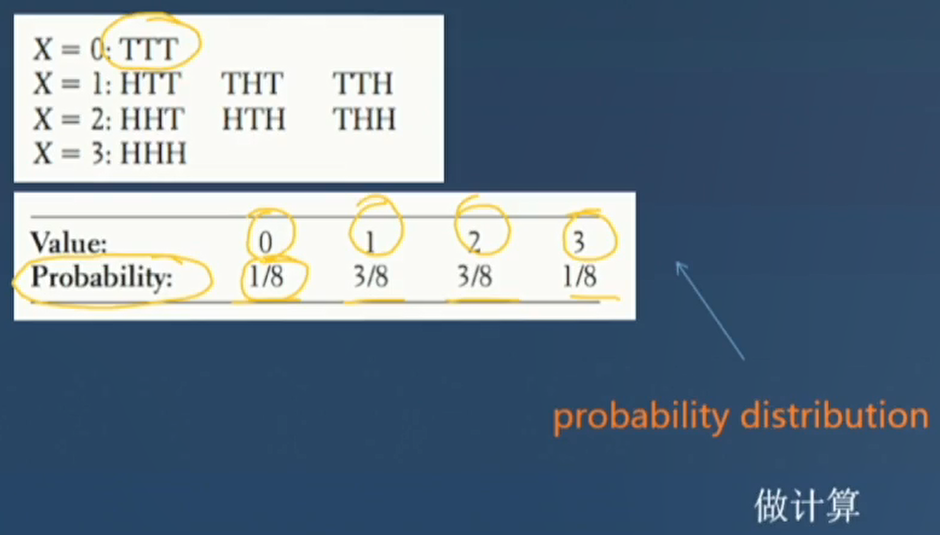 X = 0: TTT
X = 1: HTT THT TTH
X = 2: HHT HTH THH
X = 3: HHH
Value: 0 1 2 3
Probability: 1/8 3/8 3/8 1/8
probability distribution
做计算